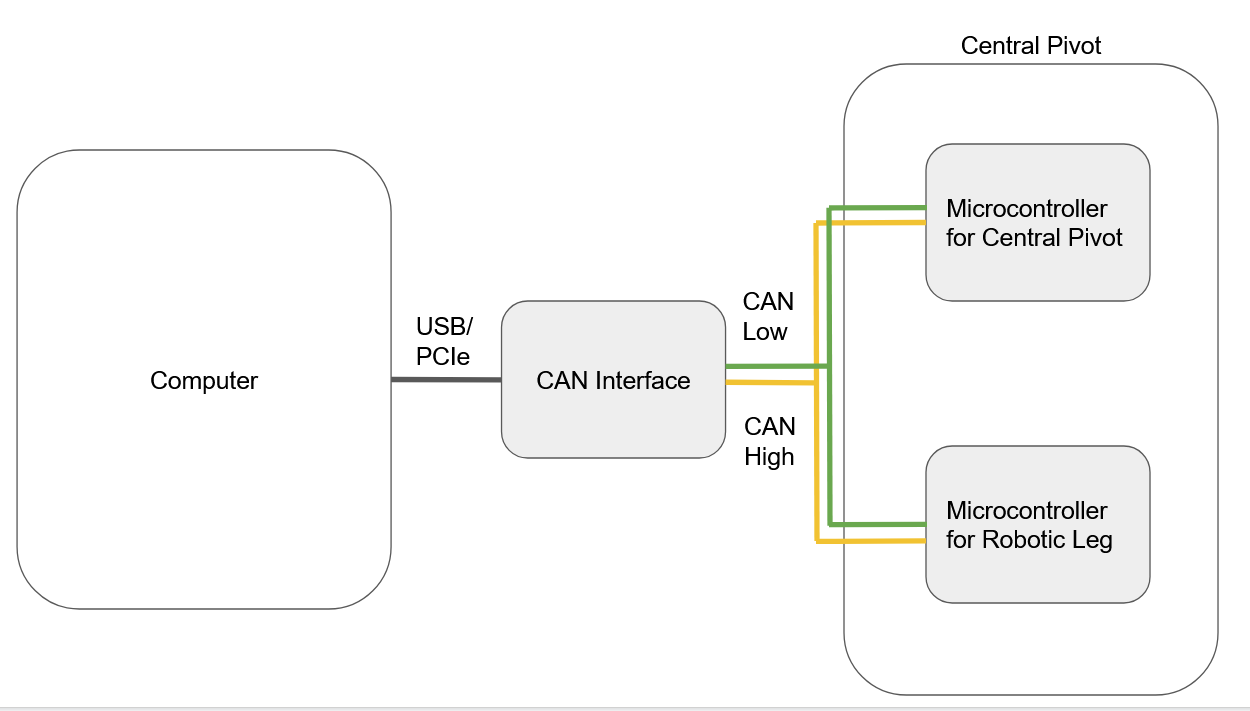 Central Pivot
Microcontroller
for Central Pivot
CAN
Low
USB/
PCIe
Computer
CAN Interface
CAN
High
Microcontroller
for Robotic Leg